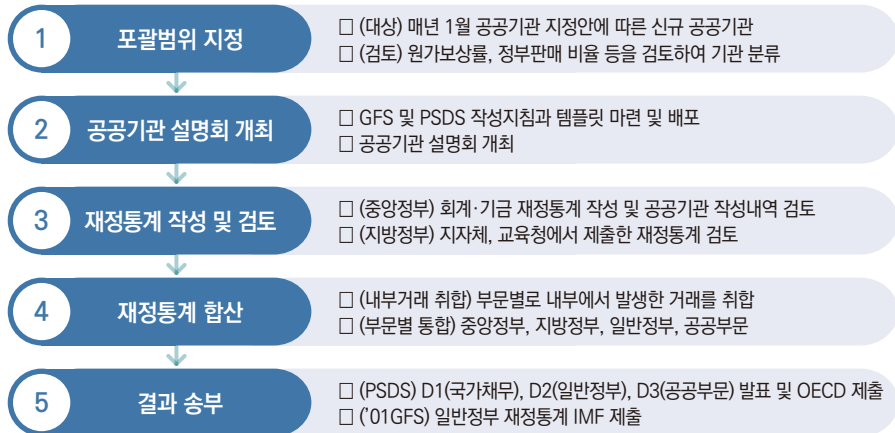 1 포괄범위 지정
□ (대상) 매년 1월 공공기관 지정안에 따른 신규 공공기관
□ (검토) 원가보상률, 정부판매 비율 등을 검토하여 기관 분류
2 공공기관 설명회 개최
□ GFS 및 PSDS 작성지침과 템플릿 마련 및 배포
□ 공공기관 설명회 개최
3 재정통계 작성 및 검토
□ (중앙정부) 회계·기금 재정통계 작성 및 공공기관 작성내역 검토
□ (지방정부) 지자체, 교육청에서 제출한 재정통계 검토
4 재정통계 합산
□ (내부거래 취합) 부문별로 내부에서 발생한 거래를 취합
□ (부문별 통합) 중앙정부, 지방정부, 일반정부, 공공부문
5 결과 송부
□ (PSDS) D1(국가채무), D2(일반정부), D3(공공부문) 발표 및 OECD 제출
□ (’01GFS) 일반정부 재정통계 IMF 제출